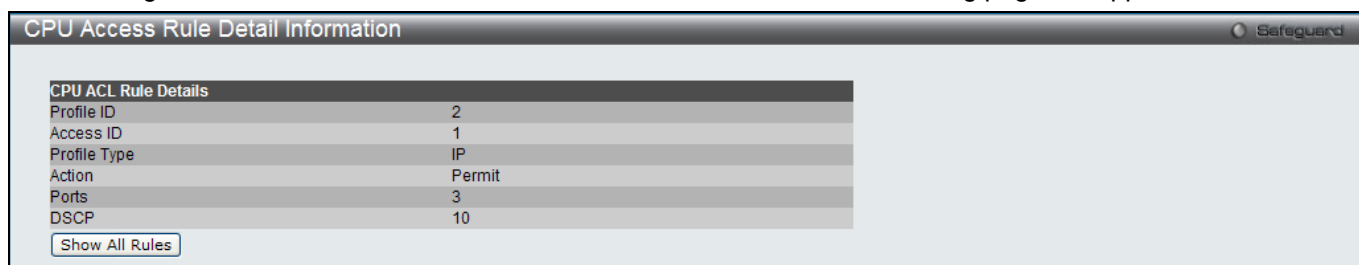 CPU Access Rule Detail Information
Safeguard
CPU ACL Rule Details
Profile ID 2
Access ID 1
Profile Type IP
Action Permit
Ports 3
DSCP 10
Show All Rules